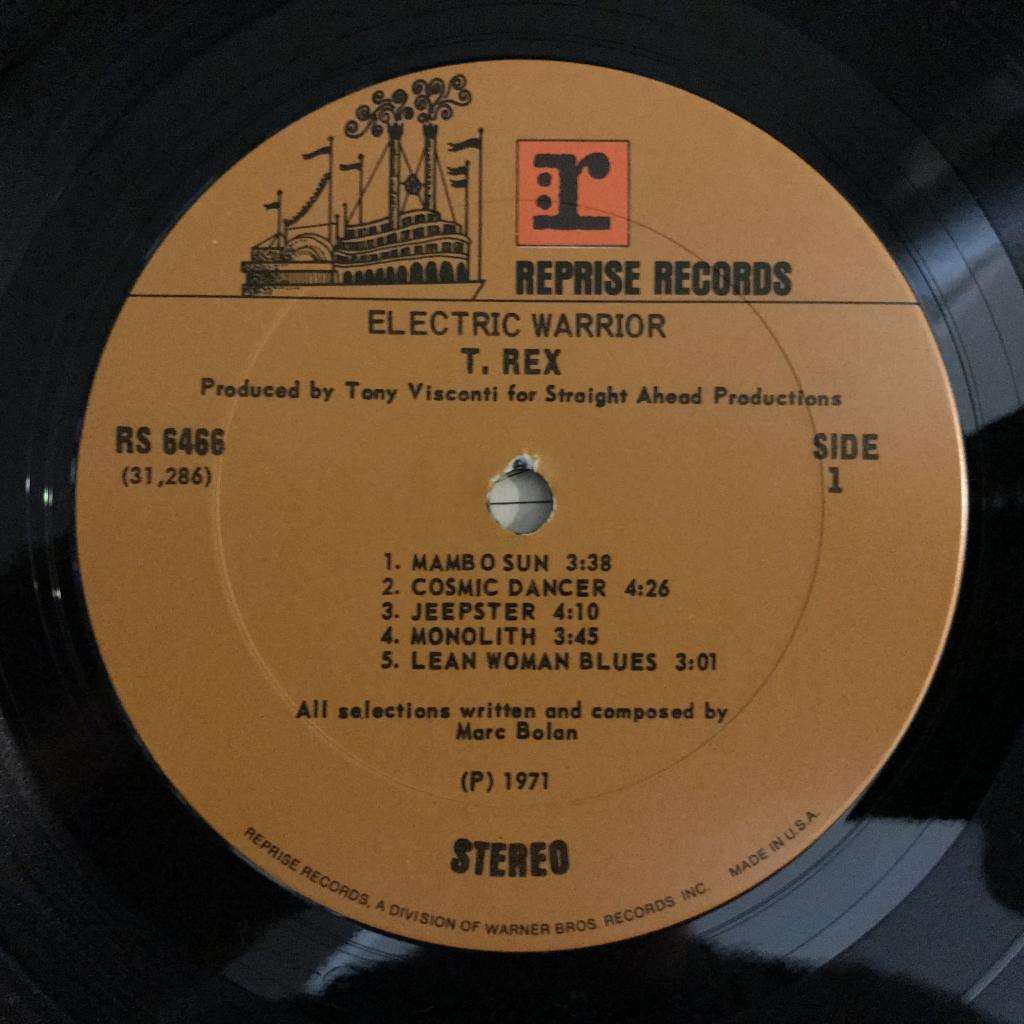 :r
REPRISE RECORDS
ELECTRIC WARRIOR
T. REX
Produced by Tony Visconti for Straight Ahead Productions
RS 6466
(31,286)
SIDE
1
1. MAMBO SUN 3:38
2. COSMIC DANCER 4:26
3. JEEPSTER 4:10
4. MONOLITH 3:45
5. LEAN WOMAN BLUES 3:01
All selections written and composed by
Marc Bolan
(P) 1971
STEREO
REPRISE RECORDS, A DIVISION OF WARNER BROS. RECORDS INC. MADE IN U.S.A.